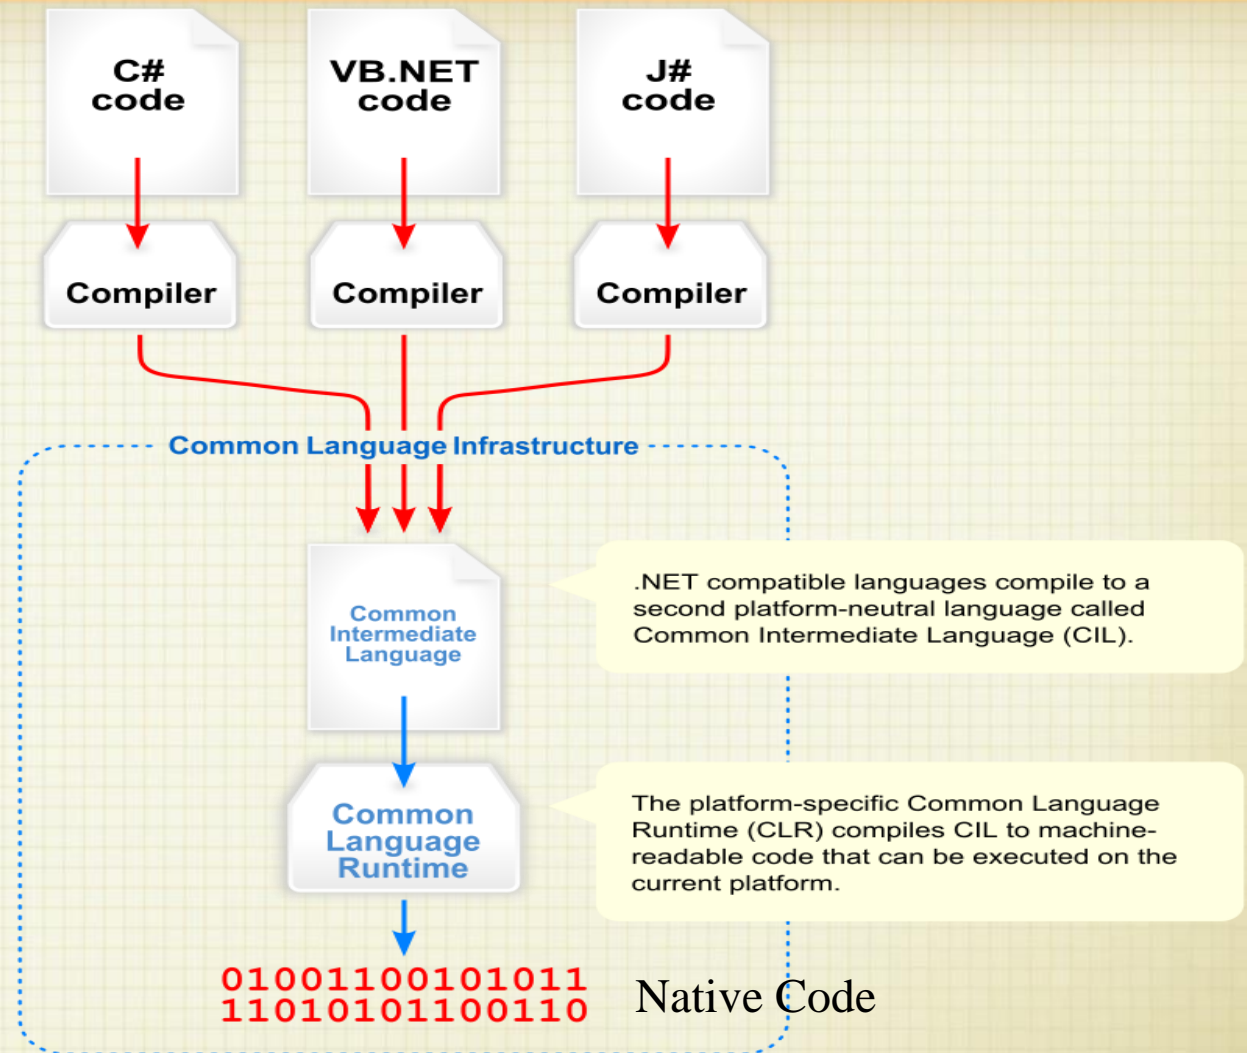 C#
code
VB.NET
code
J#
code
Compiler
Compiler
Compiler
Common Language Infrastructure
Common
Intermediate
Language
.NET compatible languages compile to a
second platform-neutral language called
Common Intermediate Language (CIL).
Common
Language
Runtime
The platform-specific Common Language
Runtime (CLR) compiles CIL to machine-
readable code that can be executed on the
current platform.
01001100101011
11010101100110
Native Code